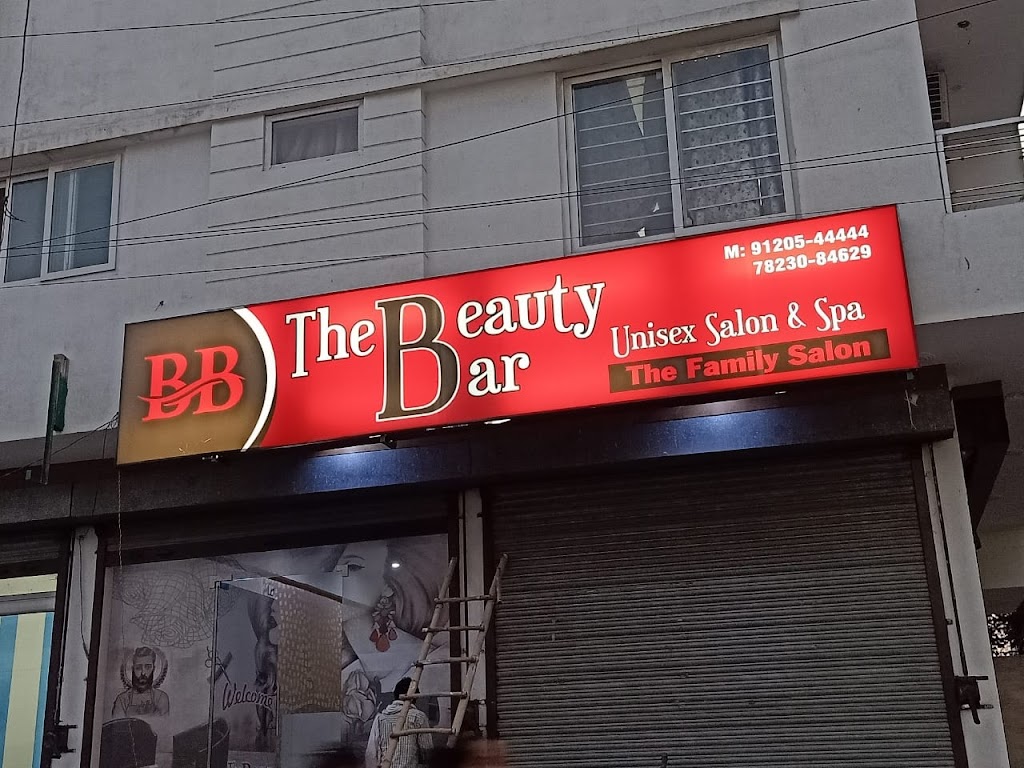 BB
The Beauty
Bar
M: 91205-44444
78230-84629
Unisex Salon & Spa
The Family Salon
Welcome